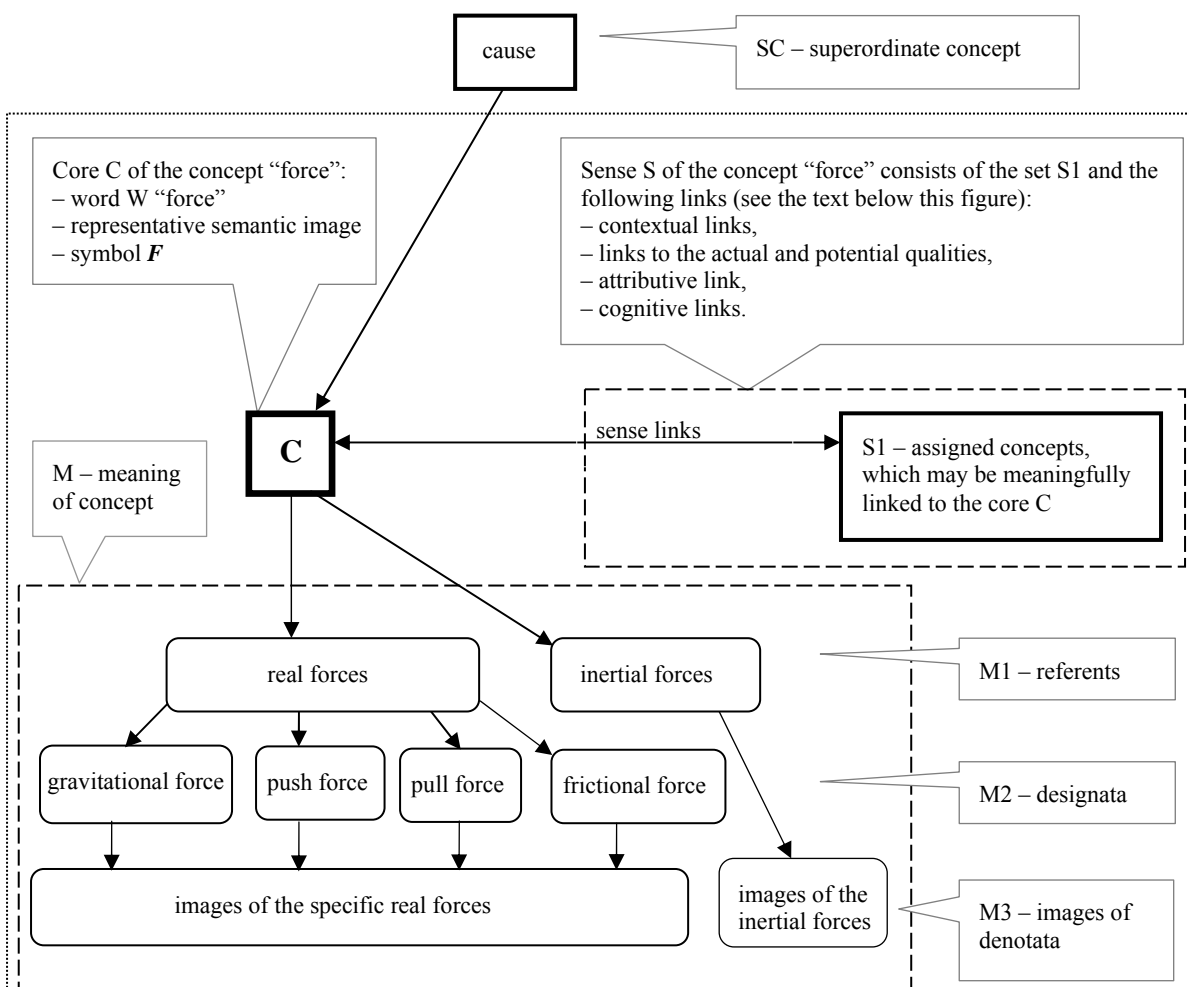 cause
SC – superordinate concept
Core C of the concept “force”:
– word W “force”
– representative semantic image
– symbol F
Sense S of the concept “force” consists of the set S1 and the
following links (see the text below this figure):
– contextual links,
– links to the actual and potential qualities,
– attributive link,
– cognitive links.
C
sense links
S1 – assigned concepts,
which may be meaningfully
linked to the core C
M – meaning
of concept
real forces
inertial forces
M1 – referents
gravitational force
push force
pull force
frictional force
M2 – designata
images of the specific real forces
images of the
inertial forces
M3 – images of
denotata